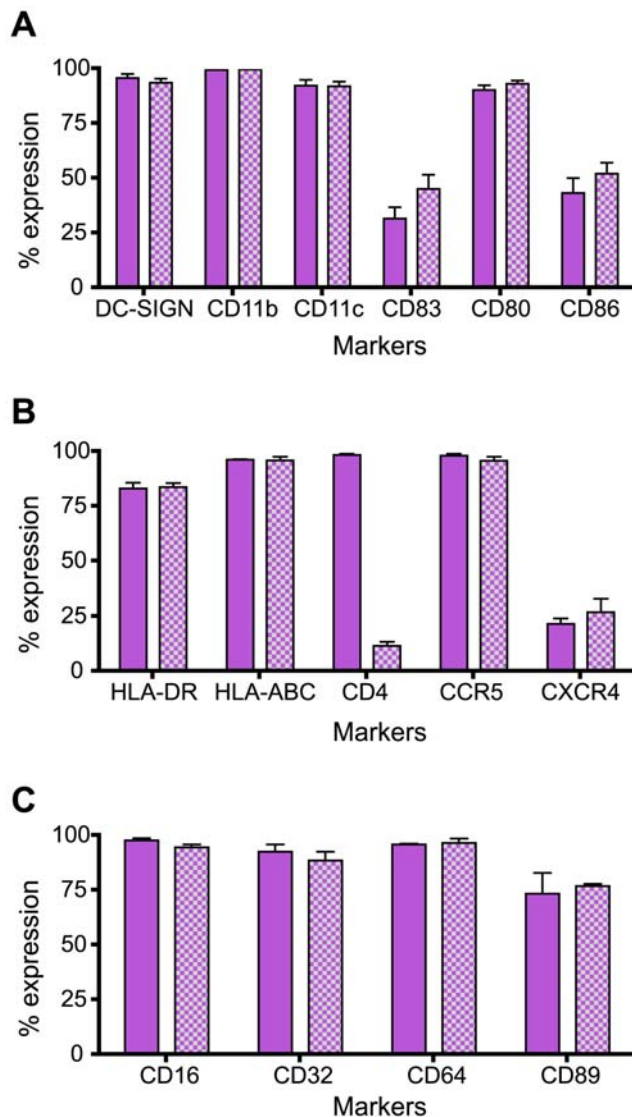 A
100
75
50
25
0
% expression
DC-SIGN CD11b CD11c CD83 CD80 CD86
Markers
B
100
75
50
25
0
% expression
HLA-DR HLA-ABC CD4 CCR5 CXCR4
Markers
C
100
75
50
25
0
% expression
CD16 CD32 CD64 CD89
Markers